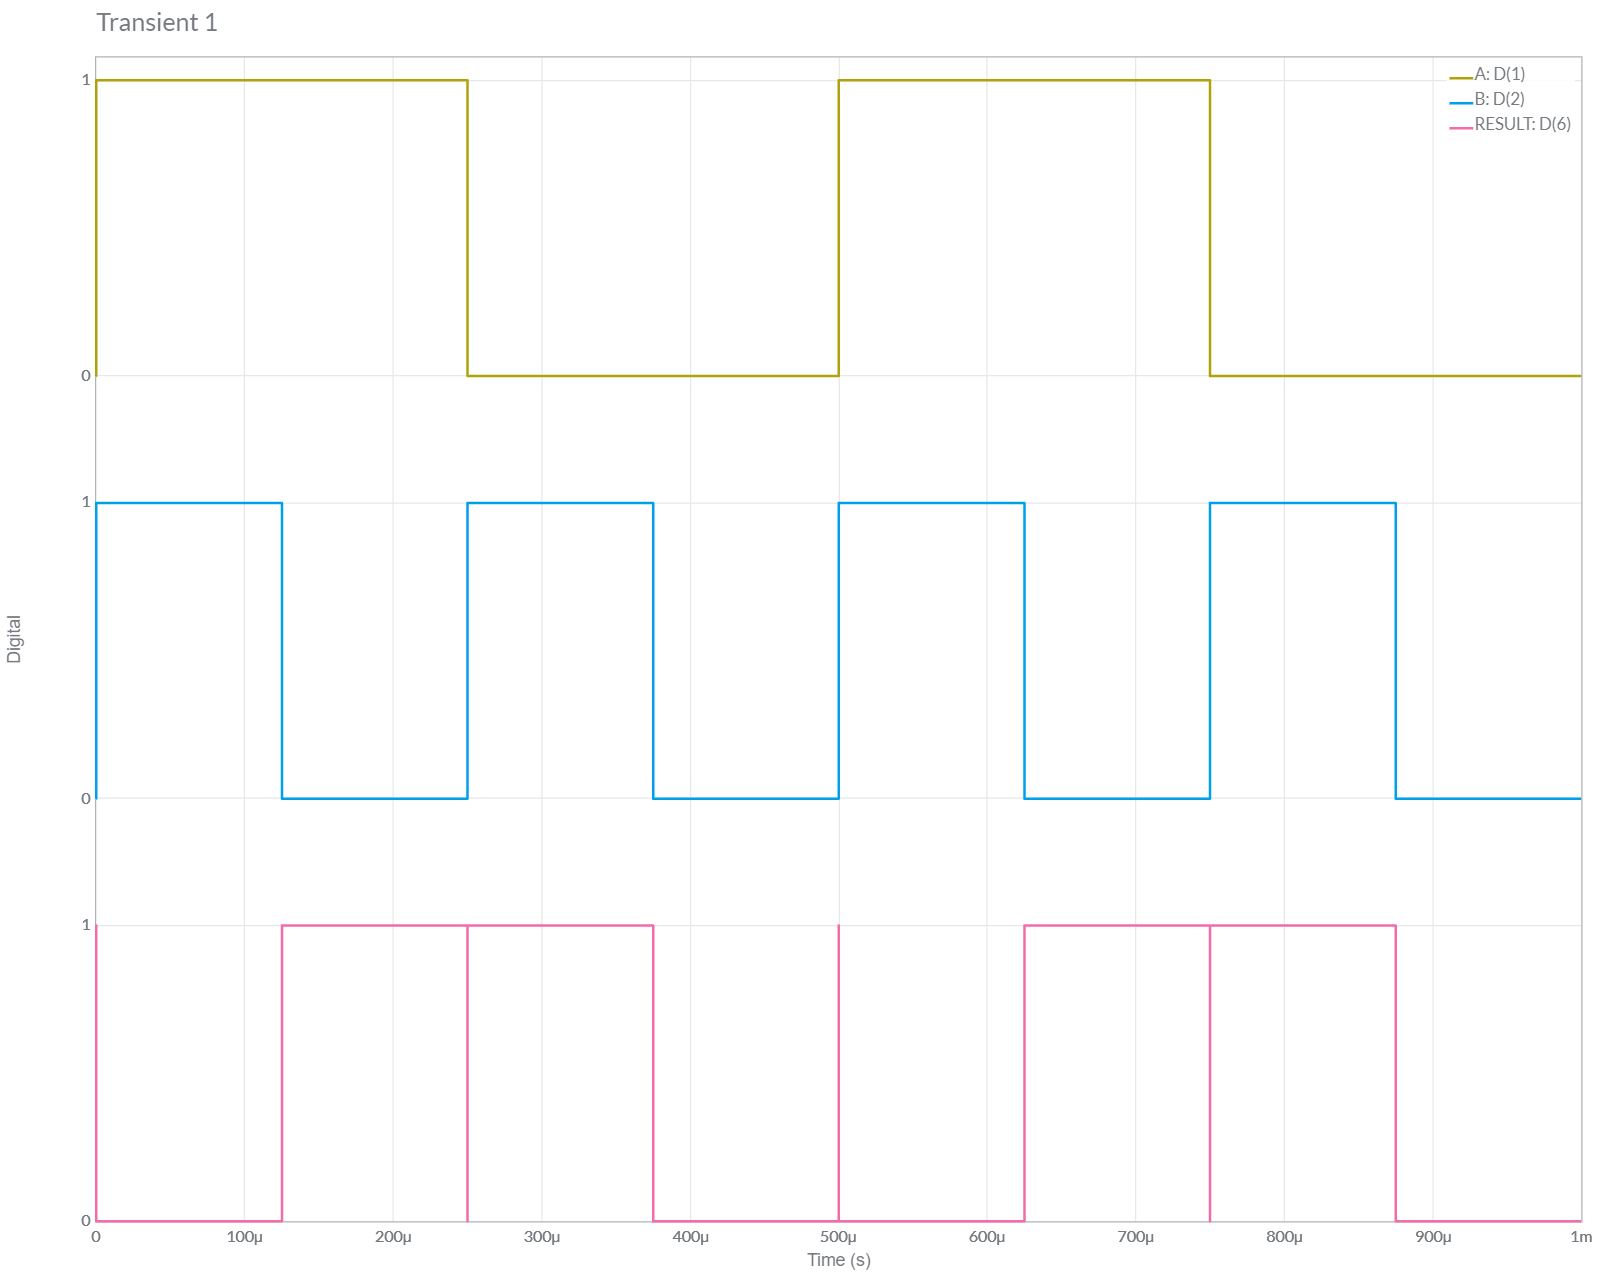 Transient 1
A: D(1)
B: D(2)
RESULT: D(6)
1
0
1
0
1
0
Digital
0 100µ 200µ 300µ 400µ 500µ 600µ 700µ 800µ 900µ 1m
Time (s)